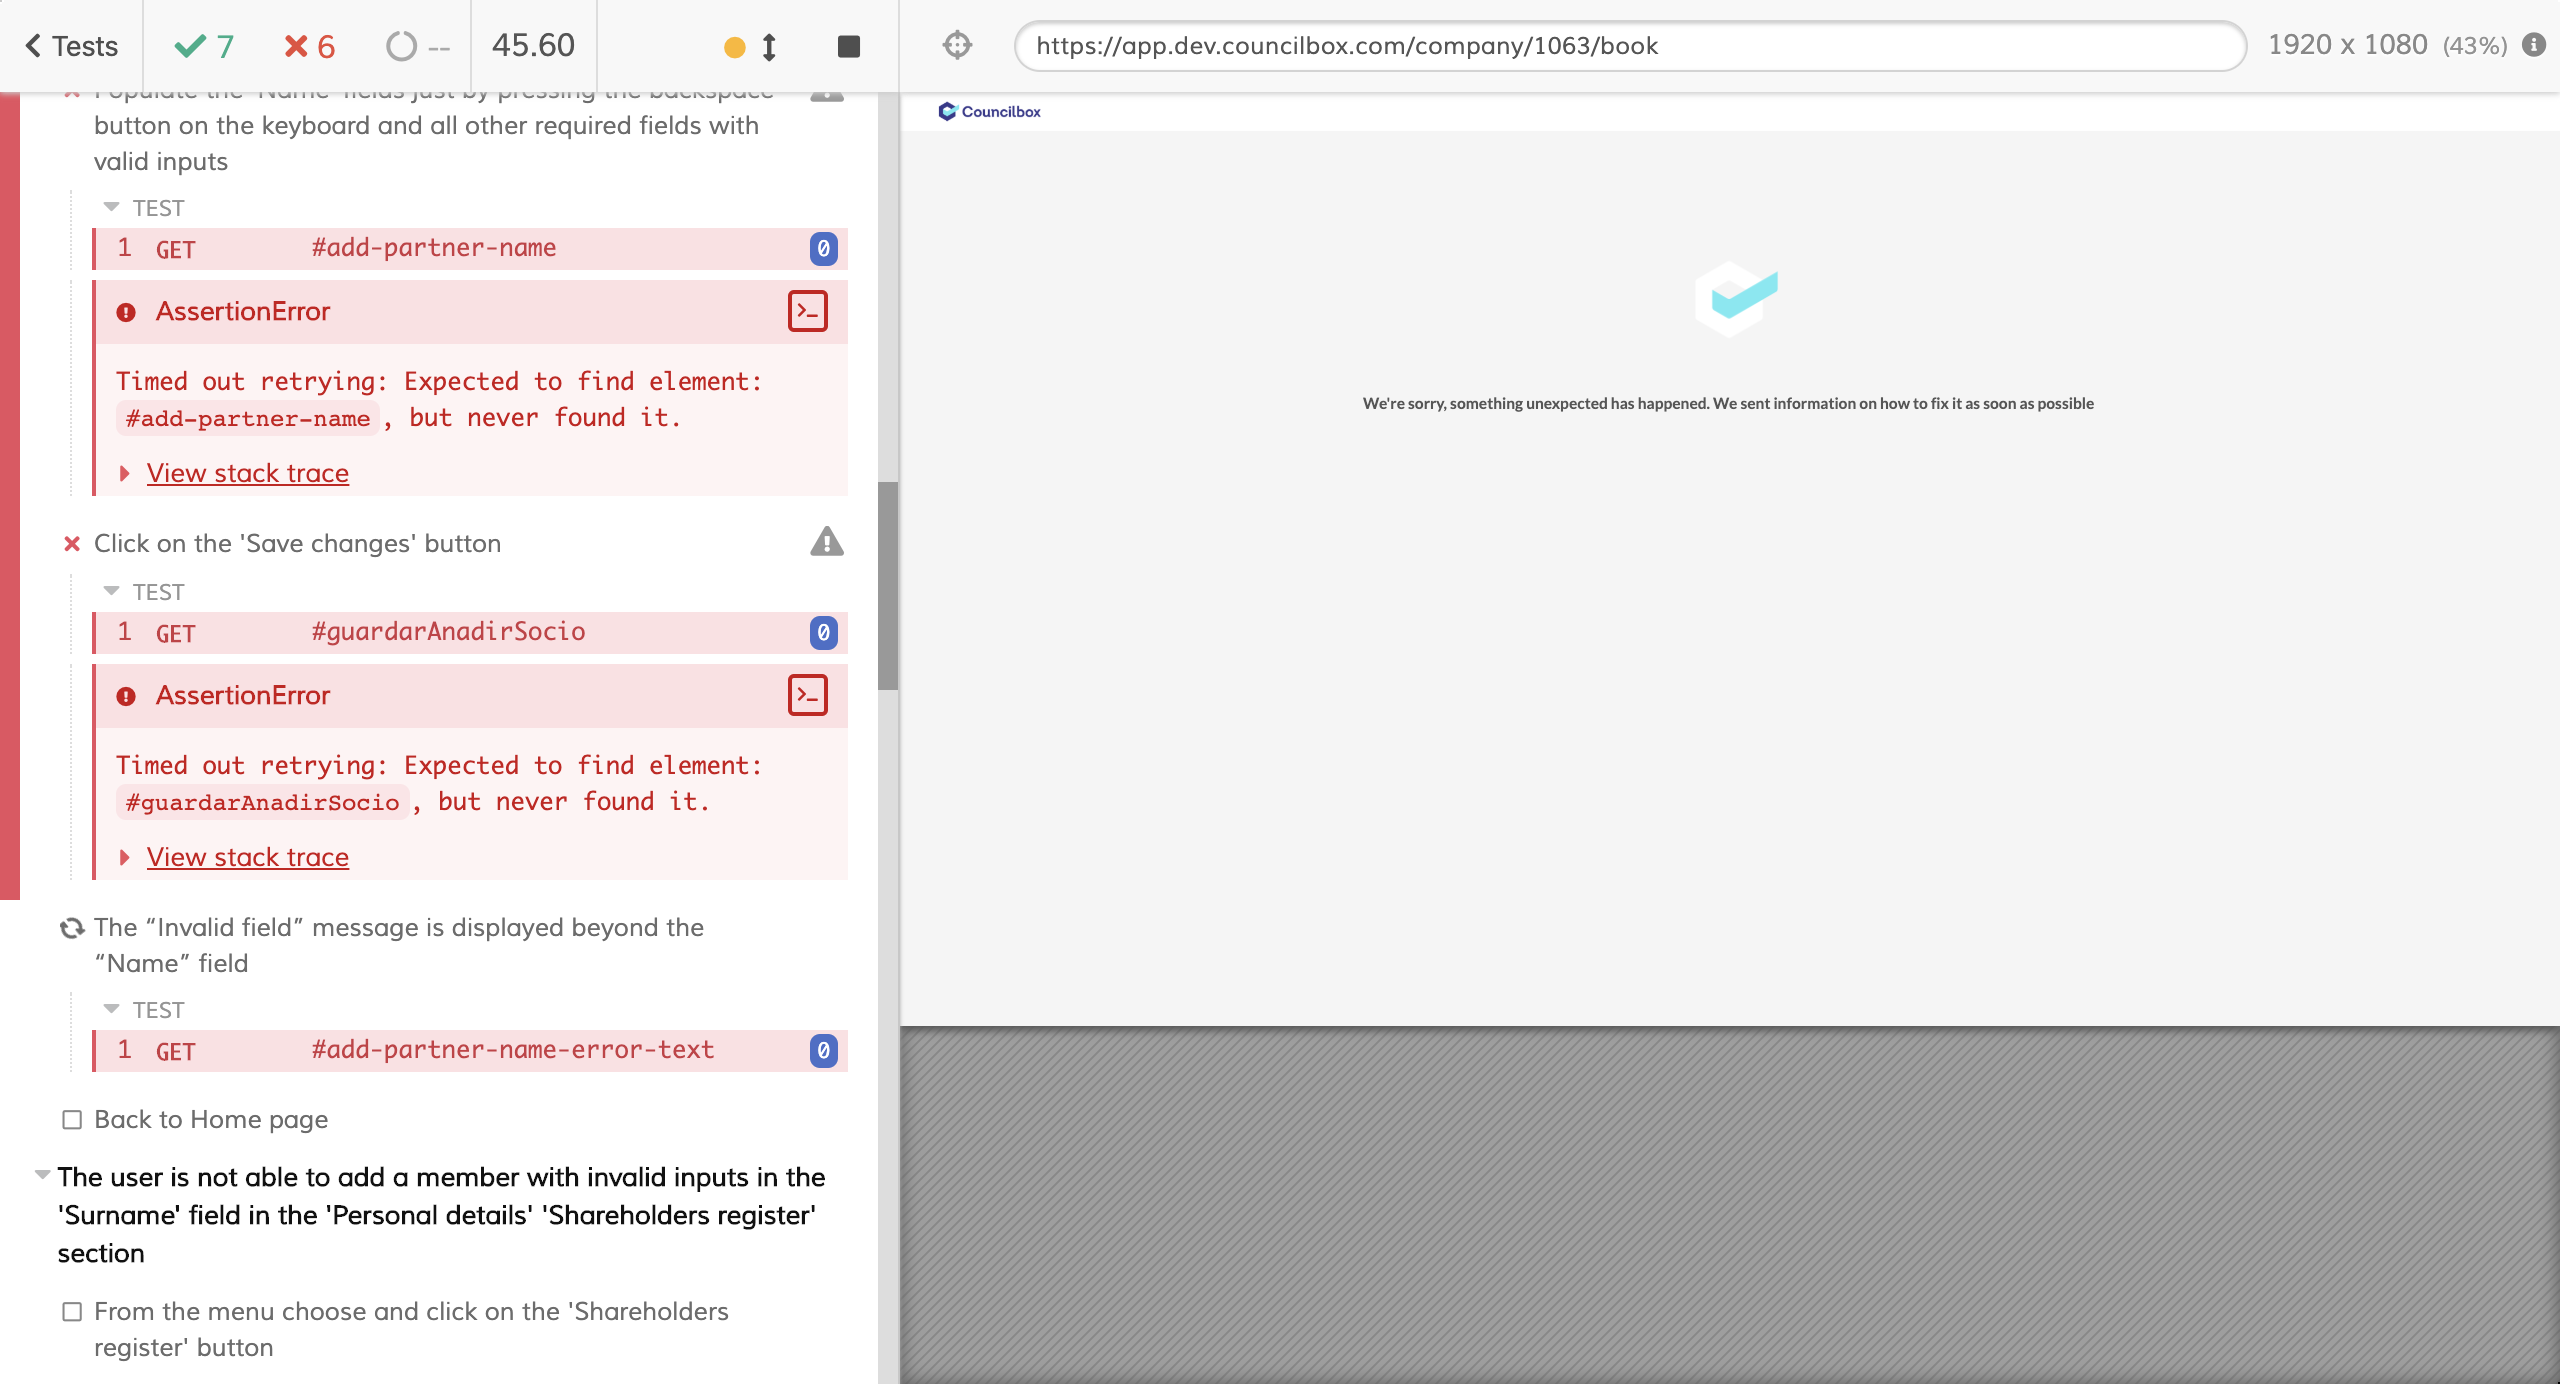 Tests
7
6
--
45.60
https://app.dev.councilbox.com/company/1063/book
1920 x 1080 (43%)
Populate the 'Name' fields just by pressing the backspace
button on the keyboard and all other required fields with
valid inputs
TEST
1 GET #add-partner-name 0
AssertionError
Timed out retrying: Expected to find element:
#add-partner-name, but never found it.
View stack trace
Click on the 'Save changes' button
TEST
1 GET #guardarAnadirSocio 0
AssertionError
Timed out retrying: Expected to find element:
#guardarAnadirSocio, but never found it.
View stack trace
The “Invalid field” message is displayed beyond the
“Name” field
TEST
1 GET #add-partner-name-error-text 0
Back to Home page
The user is not able to add a member with invalid inputs in the
'Surname' field in the 'Personal details' 'Shareholders register'
section
From the menu choose and click on the 'Shareholders
register' button
Councilbox
We're sorry, something unexpected has happened. We sent information on how to fix it as soon as possible